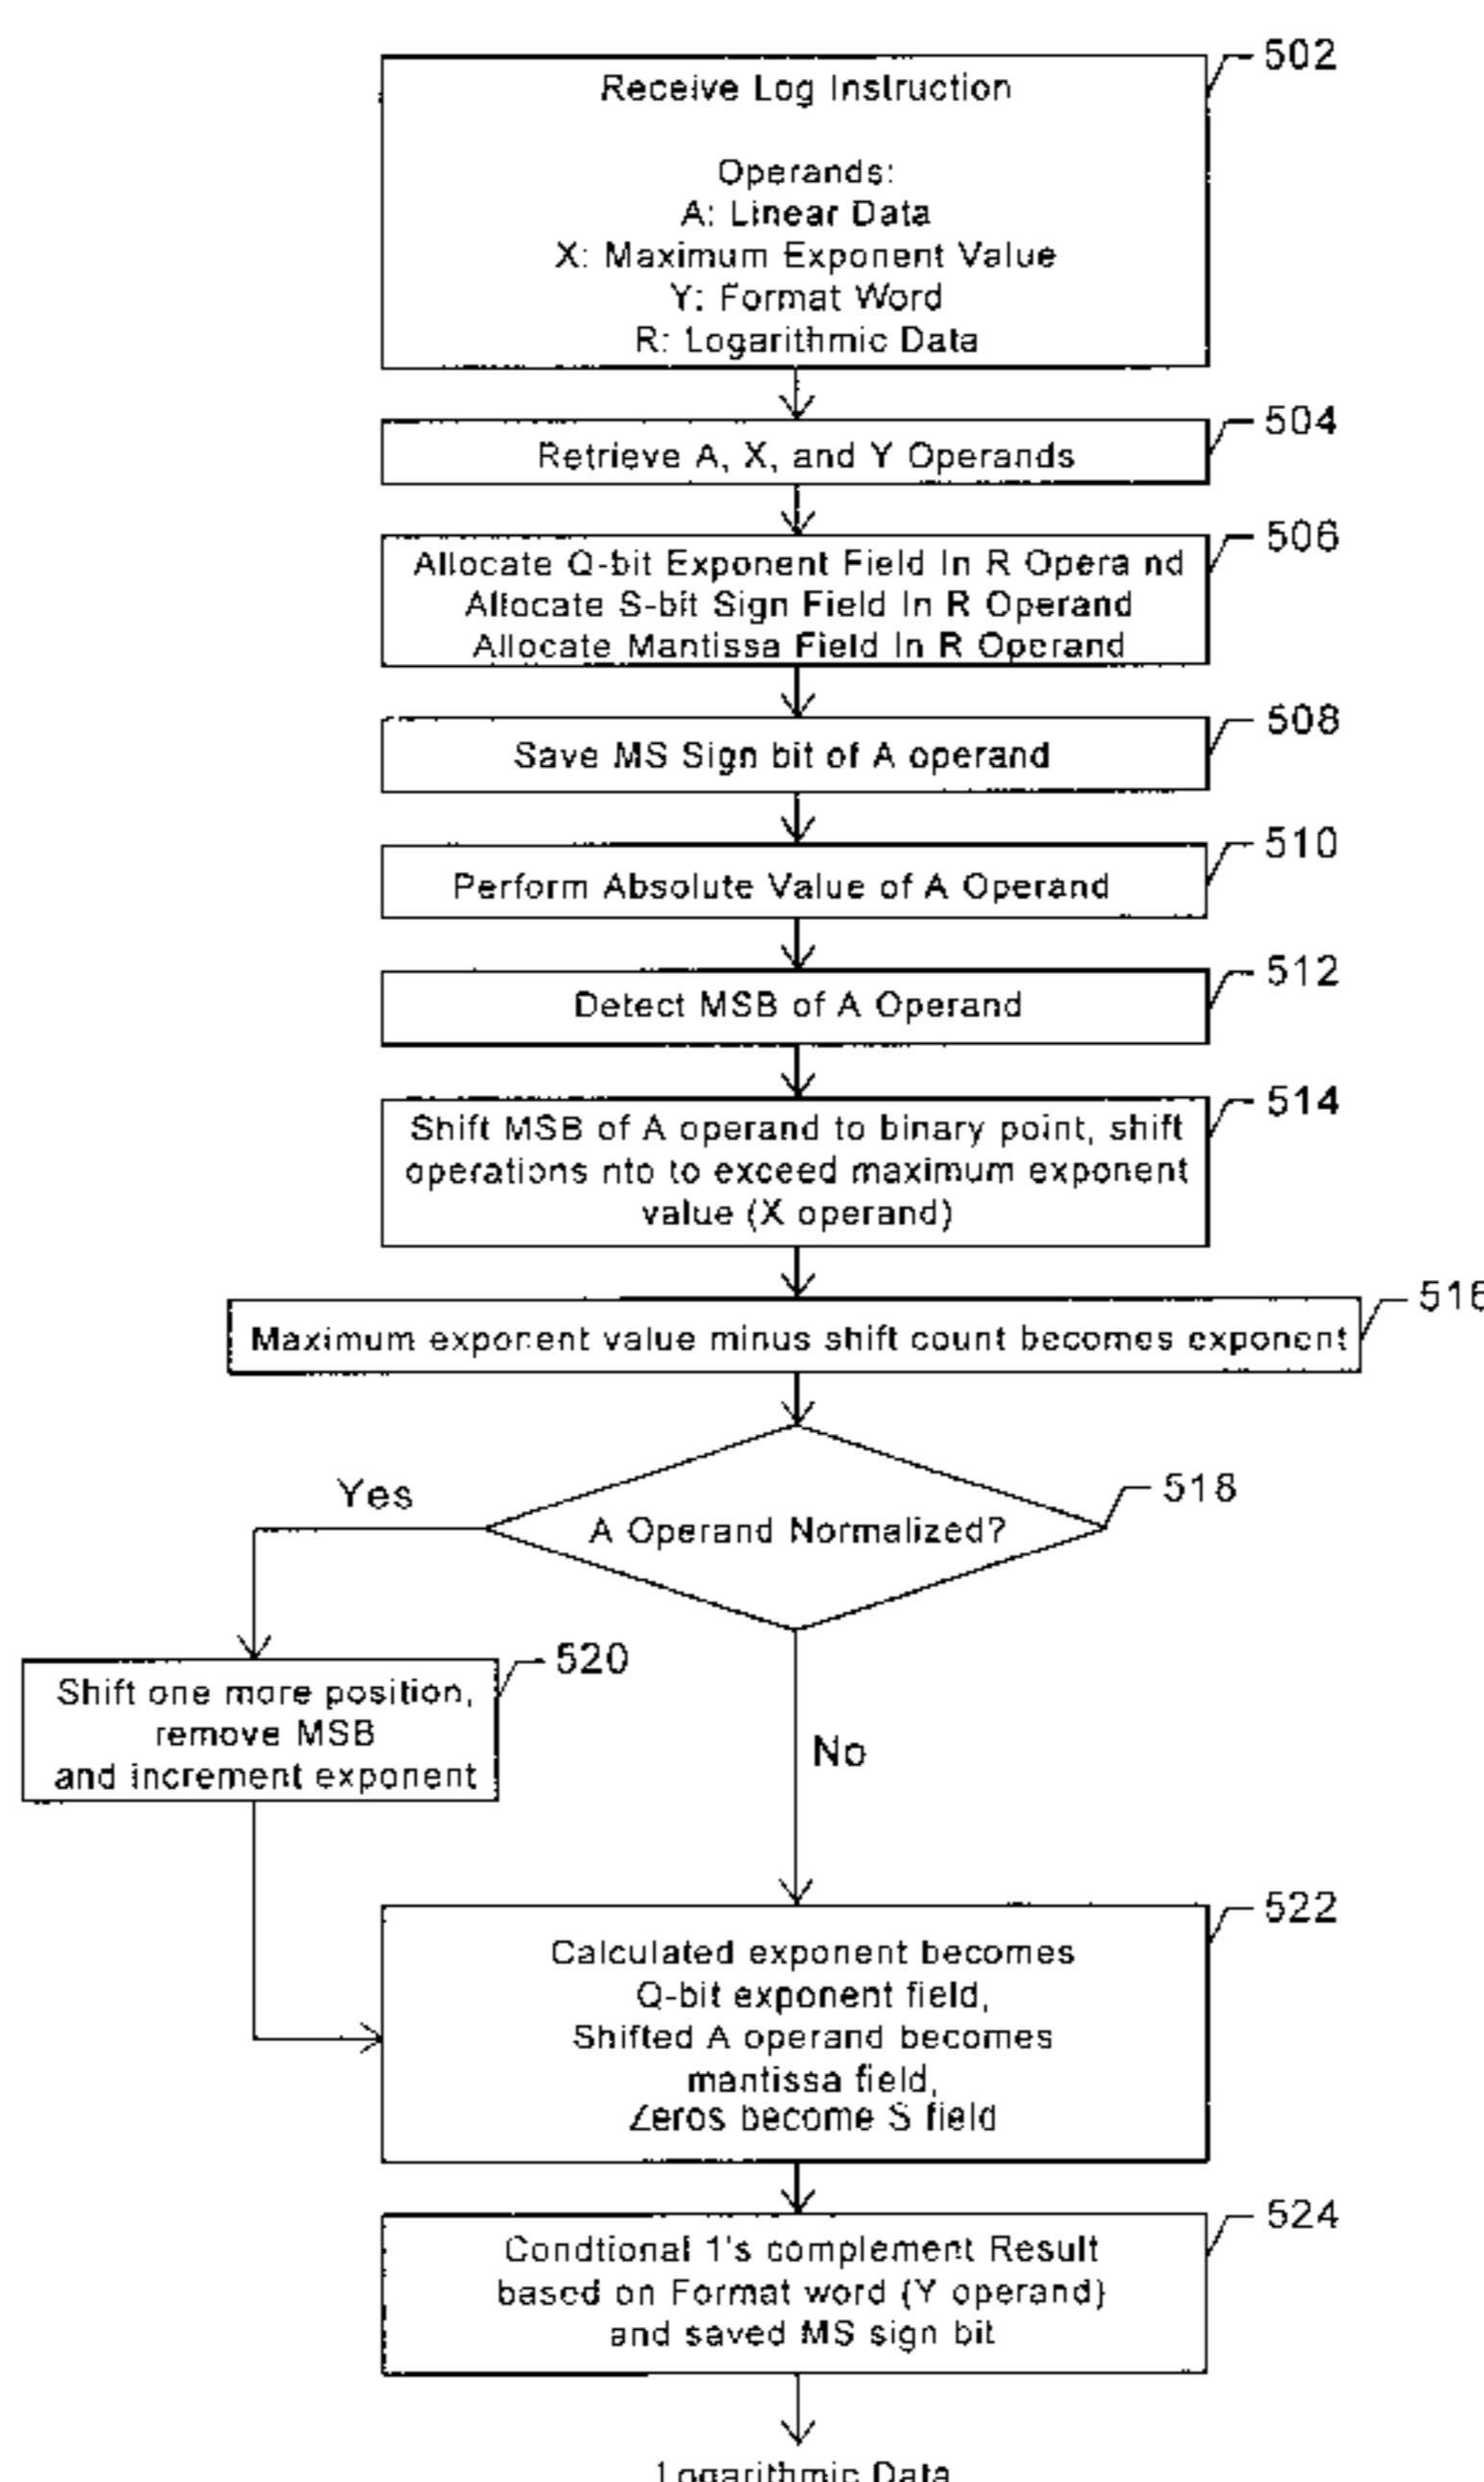 502
Receive Log Instruction
Operands:
A: Linear Data
X: Maximum Exponent Value
Y: Format Word
R: Logarithmic Data
504
Retrieve A, X, and Y Operands
506
Allocate Q-bit Exponent Field In R Opera nd
Allocate S-bit Sign Field In R Operand
Allocate Mantissa Field In R Operand
508
Save MS Sign bit of A operand
510
Perform Absolute Value of A Operand
512
Detect MSB of A Operand
514
Shift MSB of A operand to binary point, shift
operations nto to exceed maximum exponent
value (X operand)
516
Maximum exponent value minus shift count becomes exponent
518
A Operand Normalized?
Yes
520
Shift one more position,
remove MSB
and increment exponent
No
522
Calculated exponent becomes
Q-bit exponent field,
Shifted A operand becomes
mantissa field,
Zeros become S field
524
Condtional 1's complement Result
based on Format word (Y operand)
and saved MS sign bit
Logarithmic Data